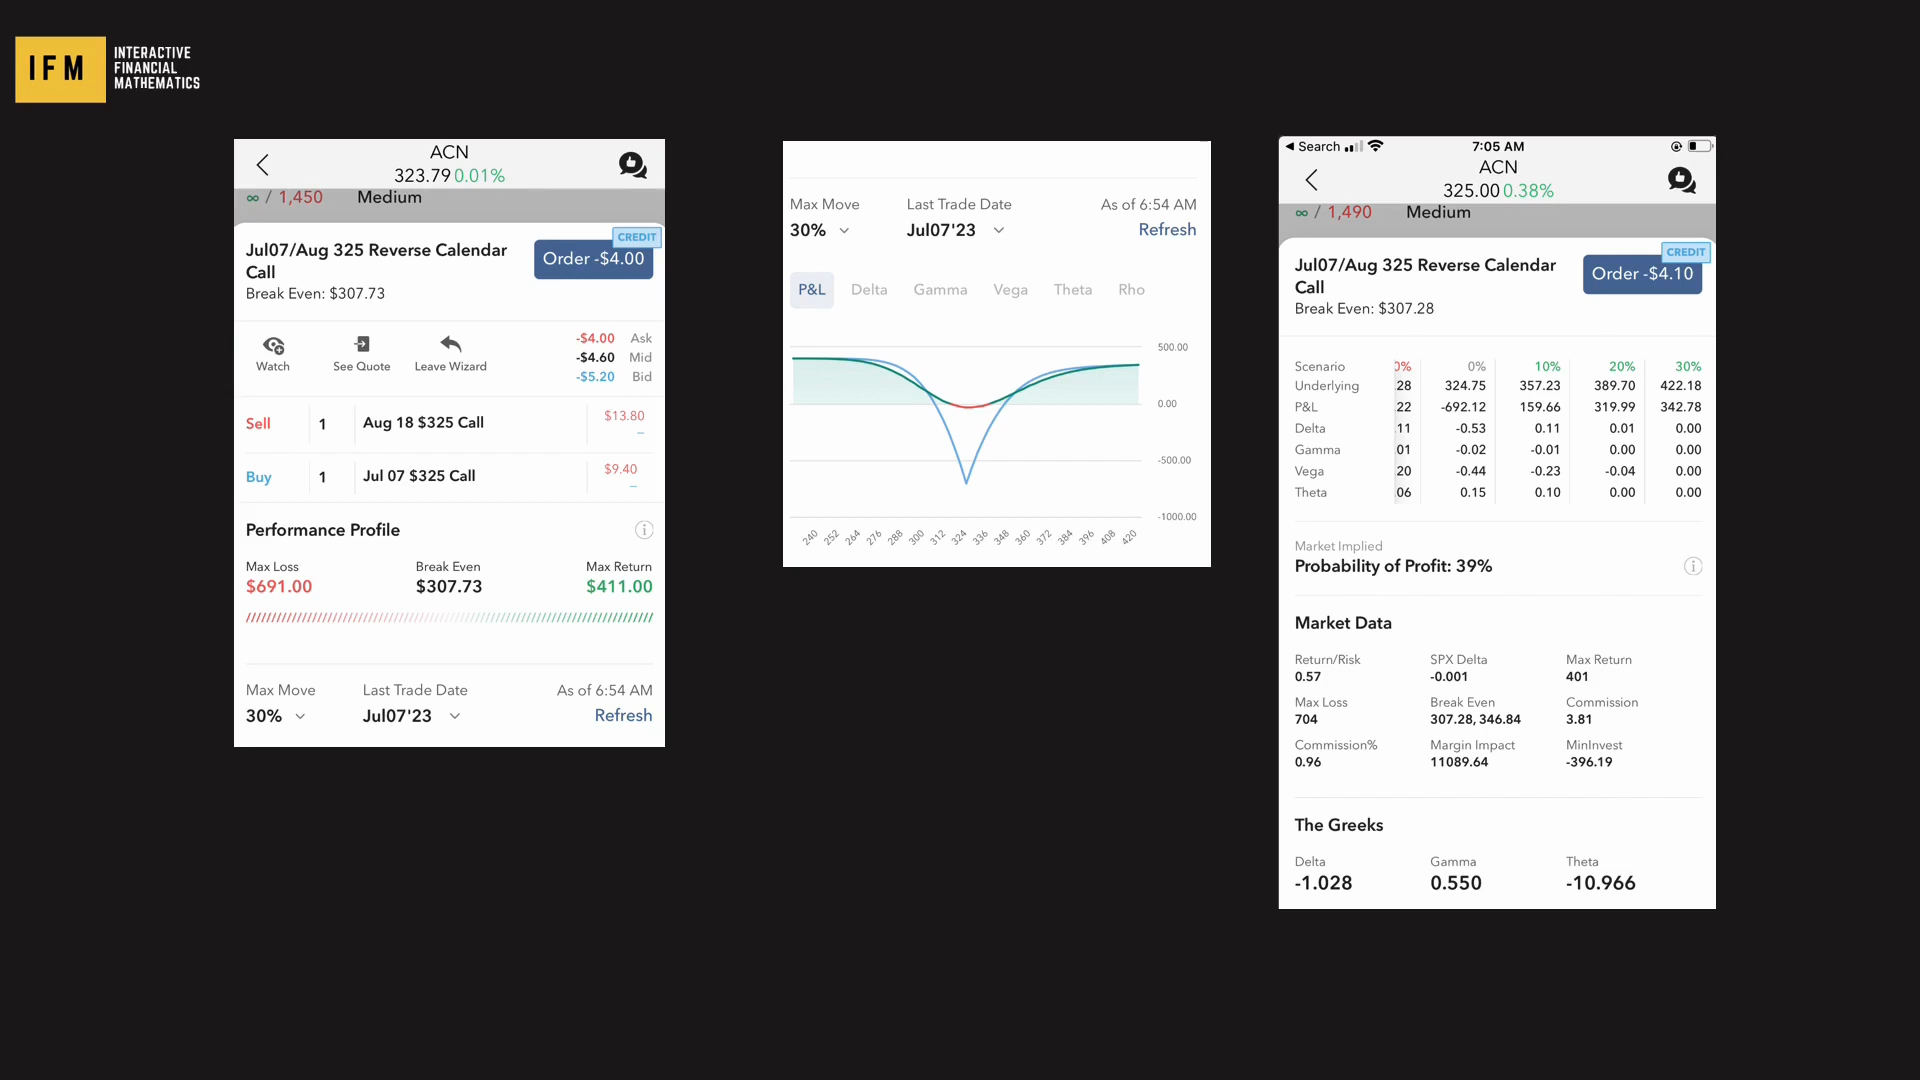 IFM
INTERACTIVE
FINANCIAL
MATHEMATICS
ACN
323.79 0.01%
∞ / 1,450 Medium
CREDIT
Jul07/Aug 325 Reverse Calendar
Call
Order -$4.00
Break Even: $307.73
Watch
See Quote
Leave Wizard
-$4.00 Ask
-$4.60 Mid
-$5.20 Bid
Sell 1 Aug 18 $325 Call $13.80
Buy 1 Jul 07 $325 Call $9.40
Performance Profile
Max Loss Break Even Max Return
$691.00 $307.73 $411.00
Max Move Last Trade Date As of 6:54 AM
30% Jul07'23 Refresh
Max Move Last Trade Date As of 6:54 AM
30% Jul07'23 Refresh
P&L Delta Gamma Vega Theta Rho
500.00
0.00
-500.00
-1000.00
240 252 264 276 288 300 312 324 336 348 360 372 384 396 408 420
Search 7:05 AM
ACN
325.00 0.38%
∞ / 1,490 Medium
CREDIT
Jul07/Aug 325 Reverse Calendar
Call
Order -$4.10
Break Even: $307.28
Scenario 0% 0% 10% 20% 30%
Underlying .28 324.75 357.23 389.70 422.18
P&L .22 -692.12 159.66 319.99 342.78
Delta .11 -0.53 0.11 0.01 0.00
Gamma .01 -0.02 -0.01 0.00 0.00
Vega .20 -0.44 -0.23 -0.04 0.00
Theta .06 0.15 0.10 0.00 0.00
Market Implied
Probability of Profit: 39%
Market Data
Return/Risk SPX Delta Max Return
0.57 -0.001 401
Max Loss Break Even Commission
704 307.28, 346.84 3.81
Commission% Margin Impact MinInvest
0.96 11089.64 -396.19
The Greeks
Delta Gamma Theta
-1.028 0.550 -10.966